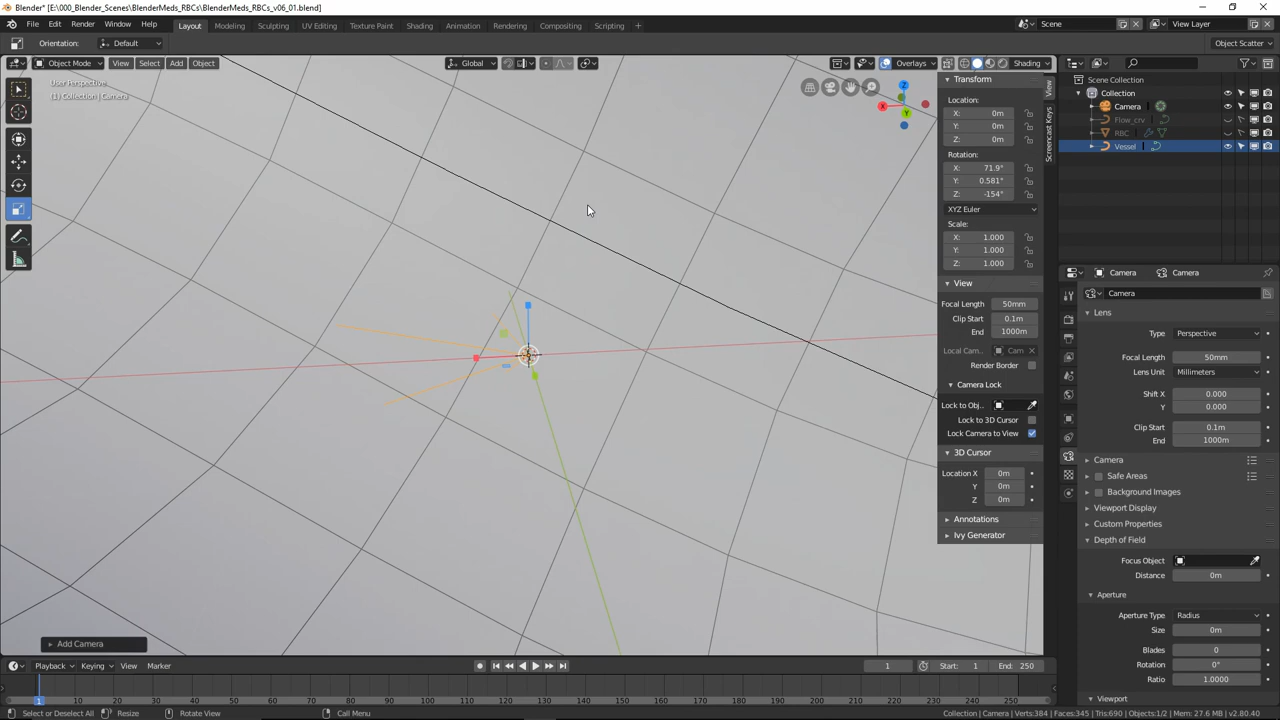 Blender* [E:\000_Blender_Scenes\BlenderMeds_RBCs\BlenderMeds_RBCs_v06_01.blend]
File Edit Render Window Help Layout Modeling Sculpting UV Editing Texture Paint Shading Animation Rendering Compositing Scripting Scene View Layer
Orientation: Default Object Scatter
Object Mode View Select Add Object Global Overlays Shading
User Perspective
(1) Collection | Camera
Z
X
Y
Transform
Location:
X: 0m
Y: 0m
Z: 0m
Rotation:
X: 71.9°
Y: 0.581°
Z: -154°
XYZ Euler
Scale:
X: 1.000
Y: 1.000
Z: 1.000
View
Focal Length 50mm
Clip Start 0.1m
End 1000m
Local Cam.. Cam
Render Border
Camera Lock
Lock to Obj..
Lock to 3D Cursor
Lock Camera to View
3D Cursor
Location X 0m
Y 0m
Z 0m
Annotations
Ivy Generator
View
Screencast Keys
Scene Collection
Collection
Camera
Flow_crv
RBC
Vessel
Camera Camera
Camera
Lens
Type Perspective
Focal Length 50mm
Lens Unit Millimeters
Shift X 0.000
Y 0.000
Clip Start 0.1m
End 1000m
Camera
Safe Areas
Background Images
Viewport Display
Custom Properties
Depth of Field
Focus Object
Distance 0m
Aperture
Aperture Type Radius
Size 0m
Blades 0
Rotation 0°
Ratio 1.0000
Viewport
Add Camera
Playback Keying View Marker 1 Start: 1 End: 250
1 10 20 30 40 50 60 70 80 90 100 110 120 130 140 150 160 170 180 190 200 210 220 230 240 250
Select or Deselect All Resize Rotate View Call Menu Collection | Camera | Verts:384 | Faces:345 | Tris:690 | Objects:1/2 | Mem: 27.6 MB | v2.80.40